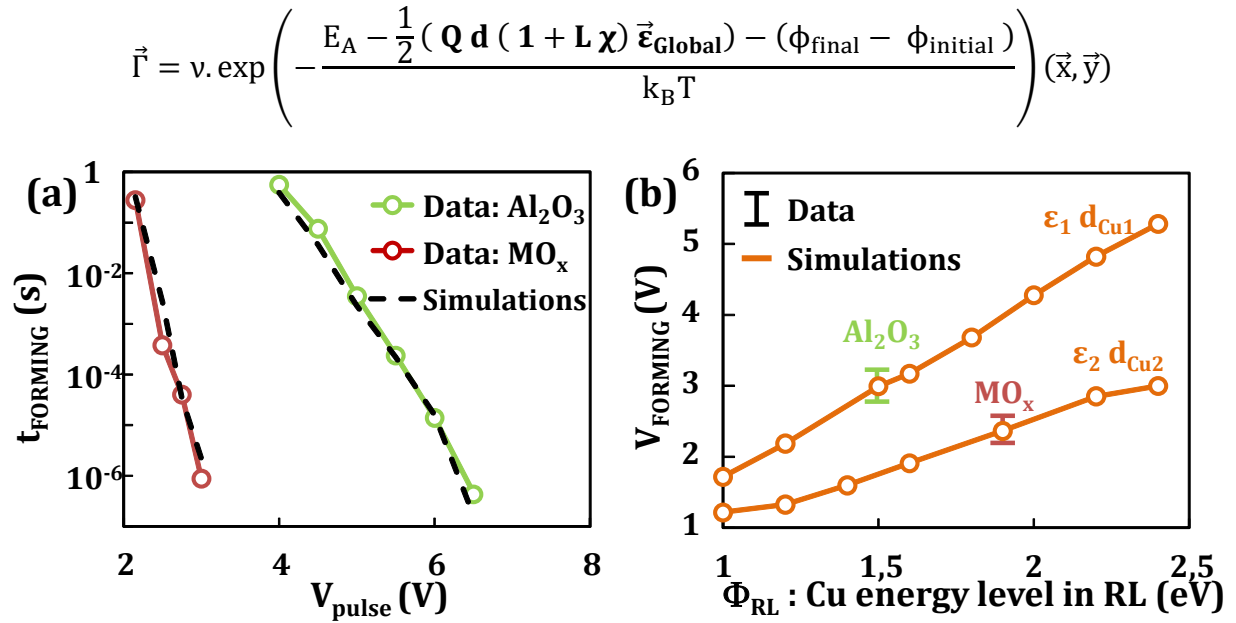 Γ⃗ = ν. exp ( − (E_A − 1/2 ( Q d ( 1 + L χ) ε⃗_Global) − (ϕ_final − ϕ_initial )) / k_BT ) (x⃗, y⃗)
(a)
t_FORMING (s)
1
10⁻²
10⁻⁴
10⁻⁶
Data: Al₂O₃
Data: MOₓ
Simulations
2 4 6 8
V_pulse (V)
(b)
V_FORMING (V)
6
5
4
3
2
1
Data
Simulations
ε₁ d_Cu1
Al₂O₃
ε₂ d_Cu2
MOₓ
1 1,5 2 2,5
Φ_RL : Cu energy level in RL (eV)